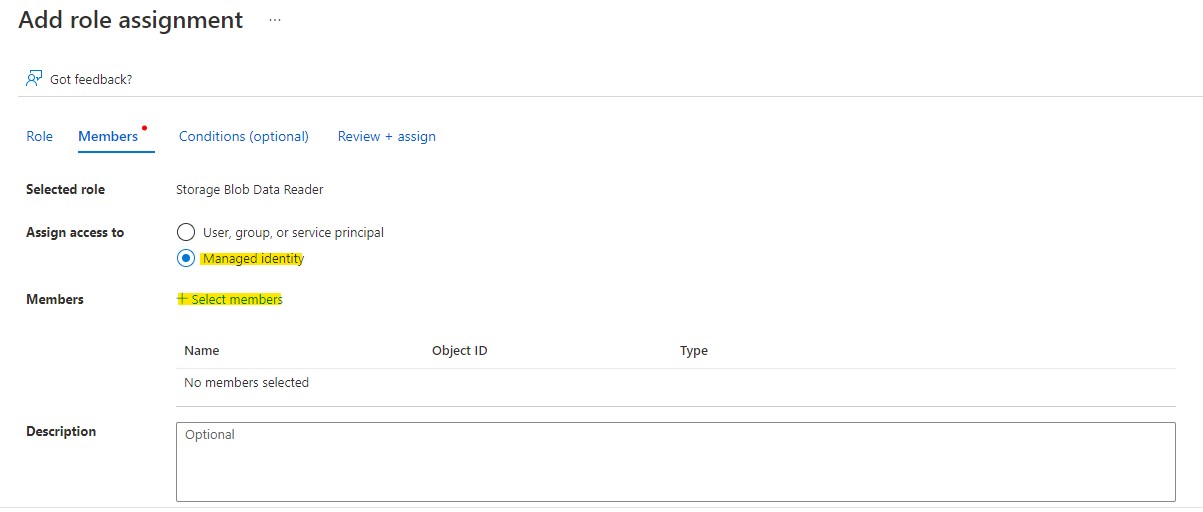 Add role assignment ...
Got feedback?
Role Members Conditions (optional) Review + assign
Selected role Storage Blob Data Reader
Assign access to User, group, or service principal
Managed identity
Members + Select members
Name Object ID Type
No members selected
Description Optional